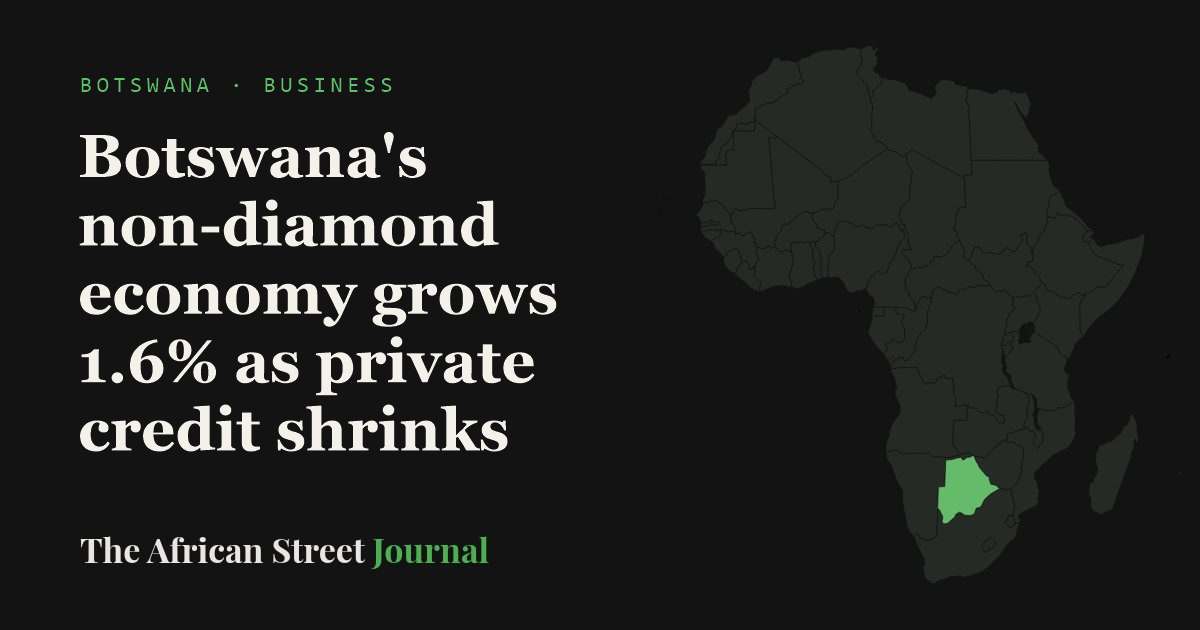 BOTSWANA · BUSINESS
Botswana's
non-diamond
economy grows
1.6% as private
credit shrinks
The African Street Journal